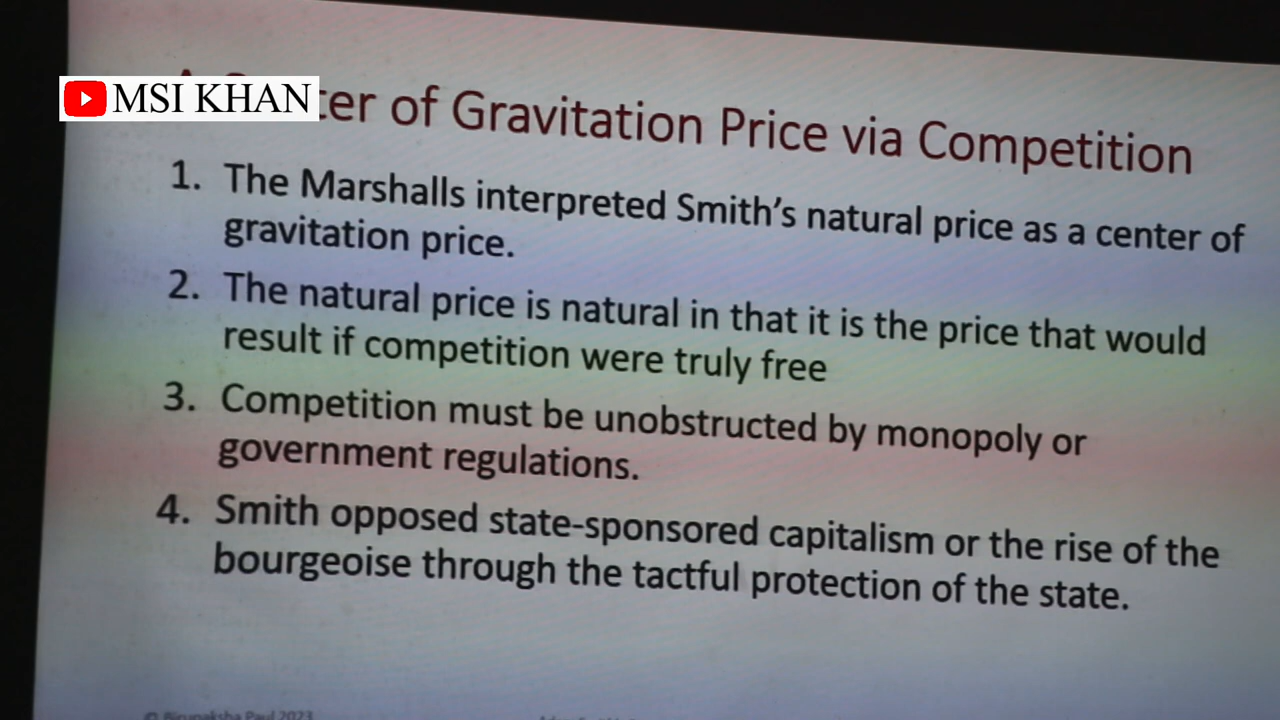 MSI KHAN
ter of Gravitation Price via Competition
1. The Marshalls interpreted Smith's natural price as a center of
gravitation price.
2. The natural price is natural in that it is the price that would
result if competition were truly free
3. Competition must be unobstructed by monopoly or
government regulations.
4. Smith opposed state-sponsored capitalism or the rise of the
bourgeoise through the tactful protection of the state.
© Birupaksha Paul 2023